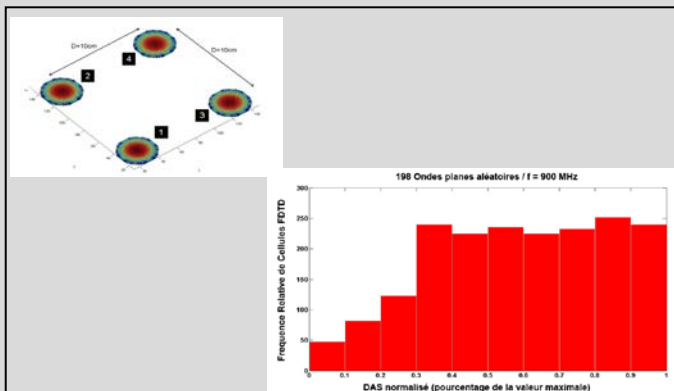 D=10cm
D=10cm
4
2
3
1
198 Ondes planes aléatoires / f = 900 MHz
Frequence Relative de Cellules FDTD
300
250
200
150
100
50
0
0 0.1 0.2 0.3 0.4 0.5 0.6 0.7 0.8 0.9 1
DAS normalisé (pourcentage de la valeur maximale)